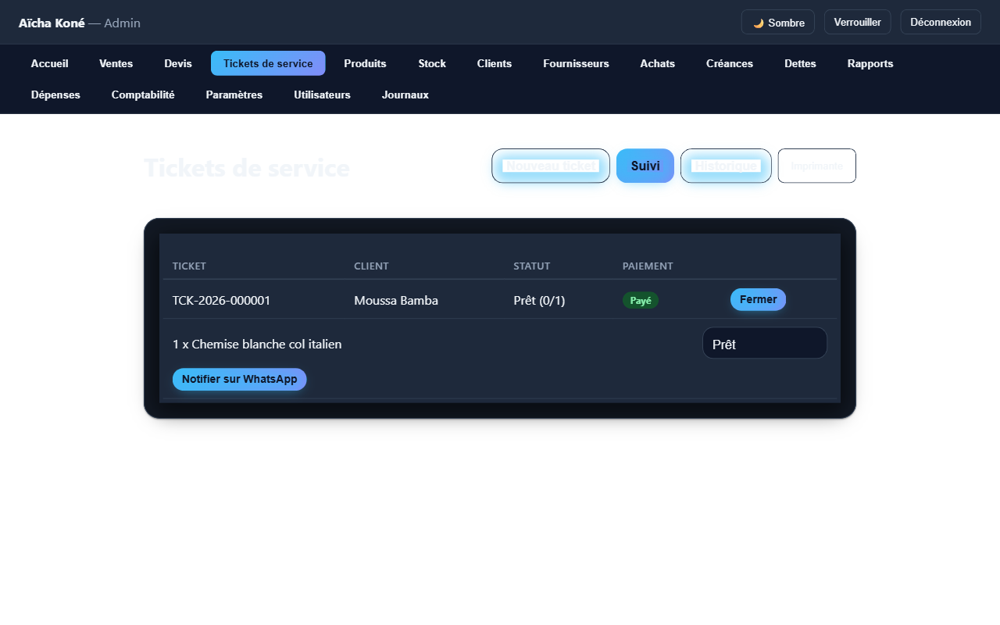 Aïcha Koné — Admin
🌙 Sombre
Verrouiller
Déconnexion
Accueil
Ventes
Devis
Tickets de service
Produits
Stock
Clients
Fournisseurs
Achats
Créances
Dettes
Rapports
Dépenses
Comptabilité
Paramètres
Utilisateurs
Journaux
Tickets de service
Nouveau ticket
Suivi
Historique
Imprimante
TICKET CLIENT STATUT PAIEMENT
TCK-2026-000001 Moussa Bamba Prêt (0/1) Payé Fermer
1 x Chemise blanche col italien Prêt
Notifier sur WhatsApp